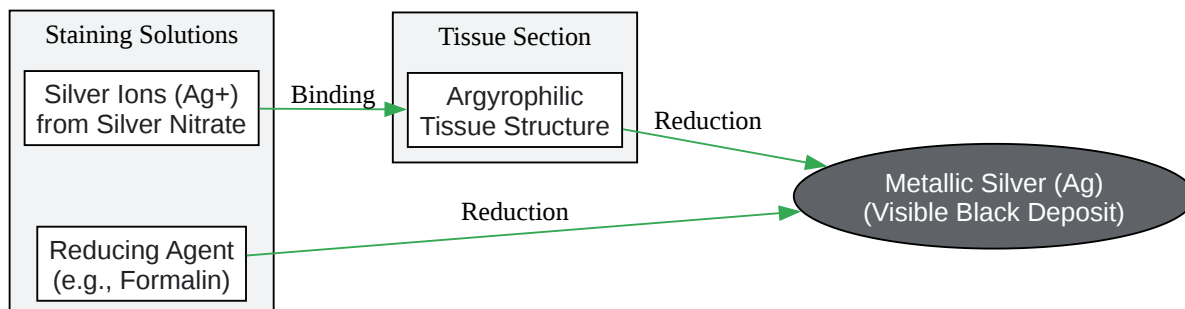 Staining Solutions
Silver Ions (Ag+)
from Silver Nitrate
Reducing Agent
(e.g., Formalin)
Binding
Tissue Section
Argyrophilic
Tissue Structure
Reduction
Reduction
Metallic Silver (Ag)
(Visible Black Deposit)